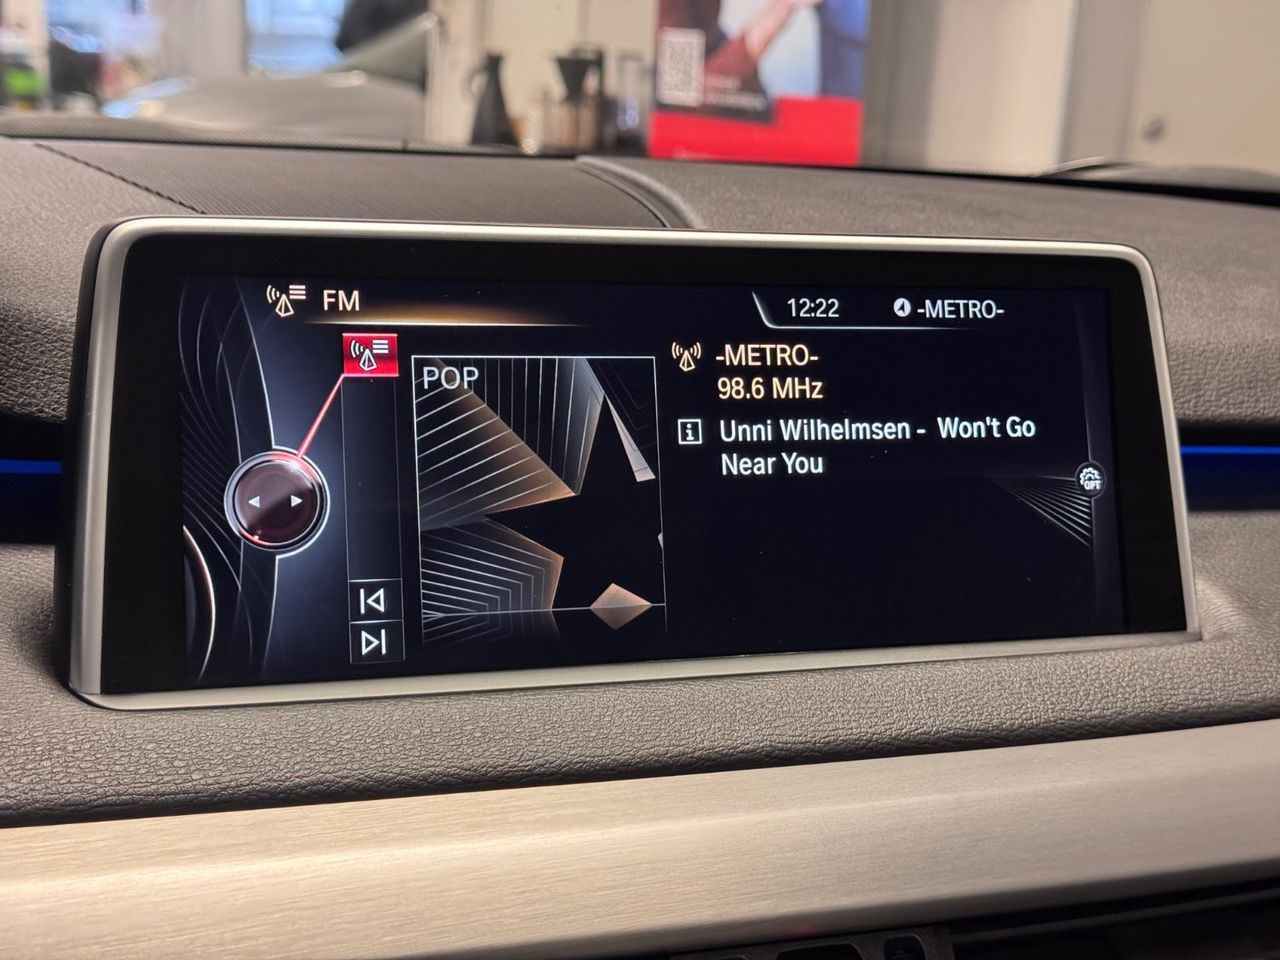 FM
12:22
-METRO-
POP
-METRO-
98.6 MHz
Unni Wilhelmsen - Won't Go
Near You
OPT